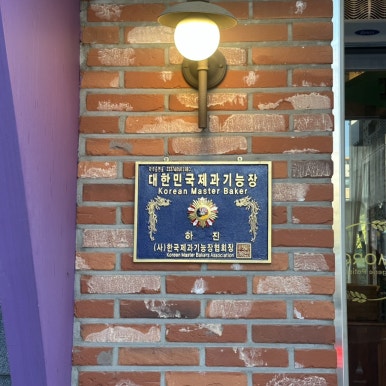 대한민국제과기능장
Korean Master Baker
하 진
(사)한국제과기능장협회장
Korean Master Bakers Association